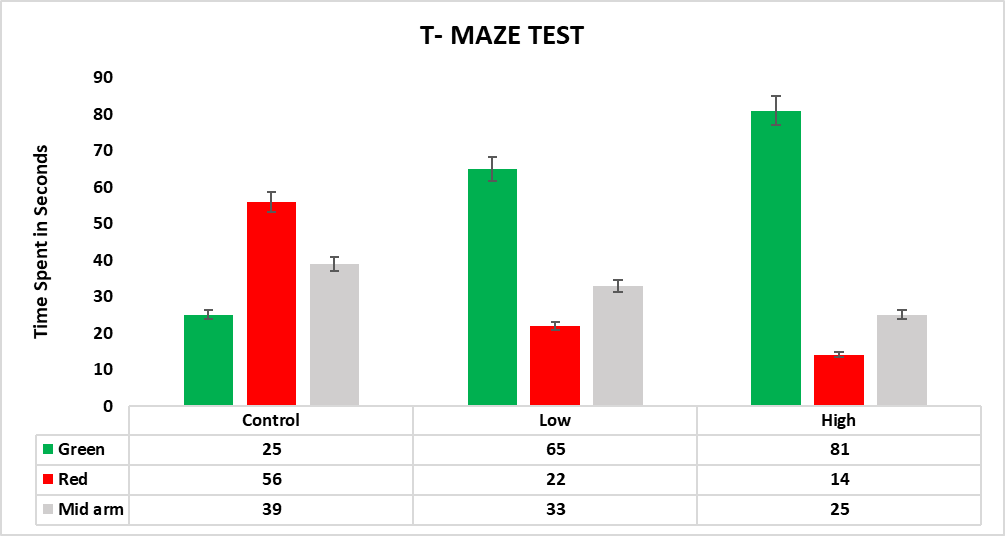 T- MAZE TEST
Time Spent in Seconds
90
80
70
60
50
40
30
20
10
0
Control Low High
Green 25 65 81
Red 56 22 14
Mid arm 39 33 25